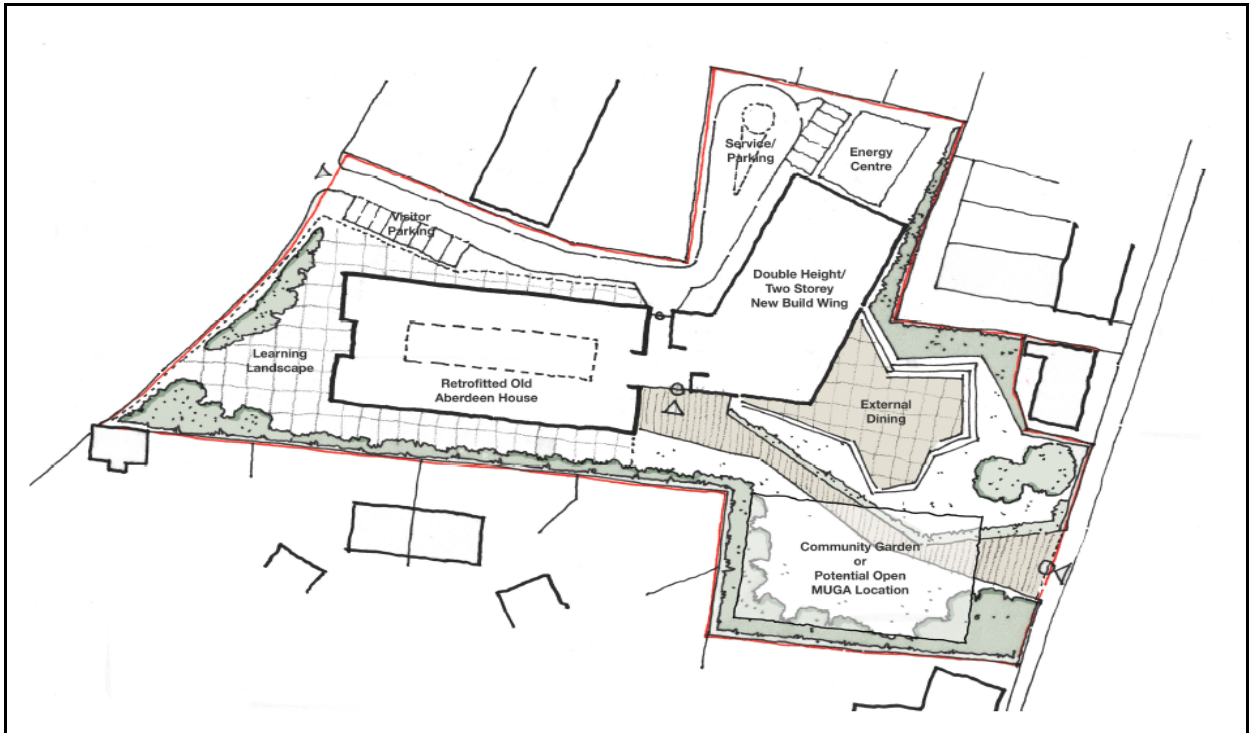 Service/
Parking
Energy
Centre
Visitor
Parking
Double Height/
Two Storey
New Build Wing
Learning
Landscape
Retrofitted Old
Aberdeen House
External
Dining
Community Garden
or
Potential Open
MUGA Location